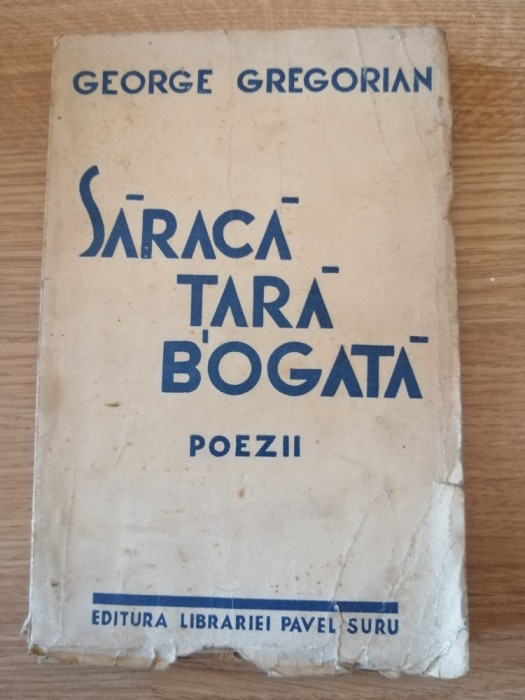 GEORGE GREGORIAN
SĂRACĂ
ȚARĂ
BOGATĂ
POEZII
EDITURA LIBRARIEI PAVEL SURU